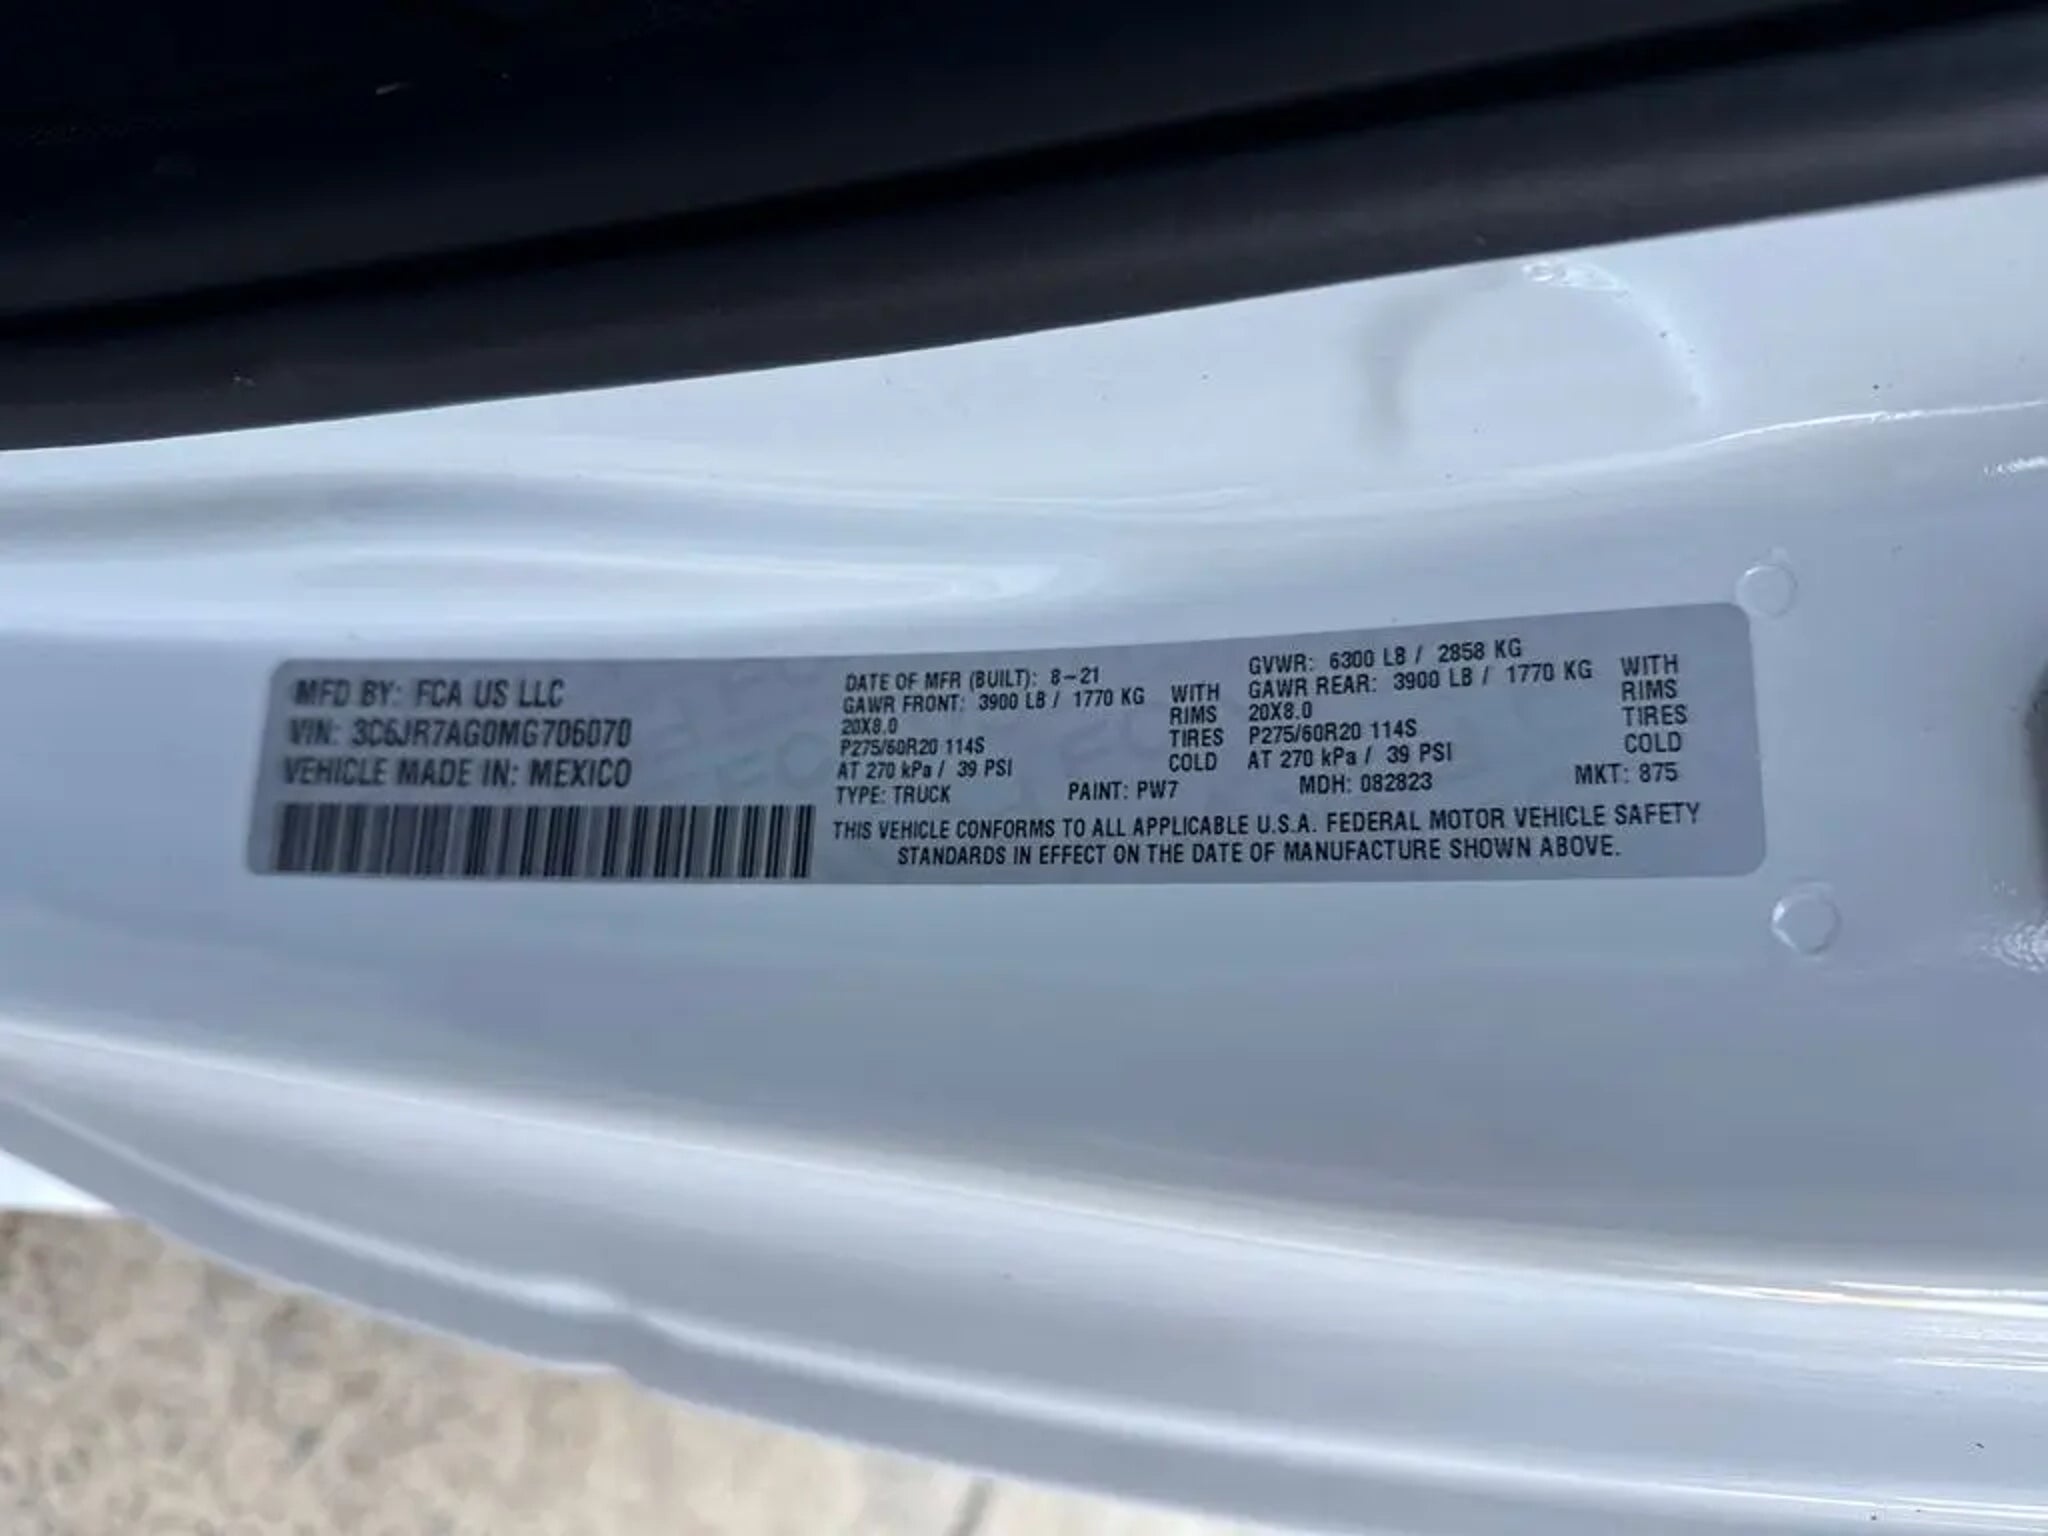 MFD BY: FCA US LLC
VIN: 3C6JR7AG0MG706070
VEHICLE MADE IN: MEXICO
DATE OF MFR (BUILT): 8-21
GAWR FRONT: 3900 LB / 1770 KG WITH
20X8.0 RIMS
P275/60R20 114S TIRES
AT 270 kPa / 39 PSI COLD
GVWR: 6300 LB / 2858 KG
GAWR REAR: 3900 LB / 1770 KG WITH
20X8.0 RIMS
P275/60R20 114S TIRES
AT 270 kPa / 39 PSI COLD
TYPE: TRUCK PAINT: PW7 MDH: 082823 MKT: 875
THIS VEHICLE CONFORMS TO ALL APPLICABLE U.S.A. FEDERAL MOTOR VEHICLE SAFETY
STANDARDS IN EFFECT ON THE DATE OF MANUFACTURE SHOWN ABOVE.